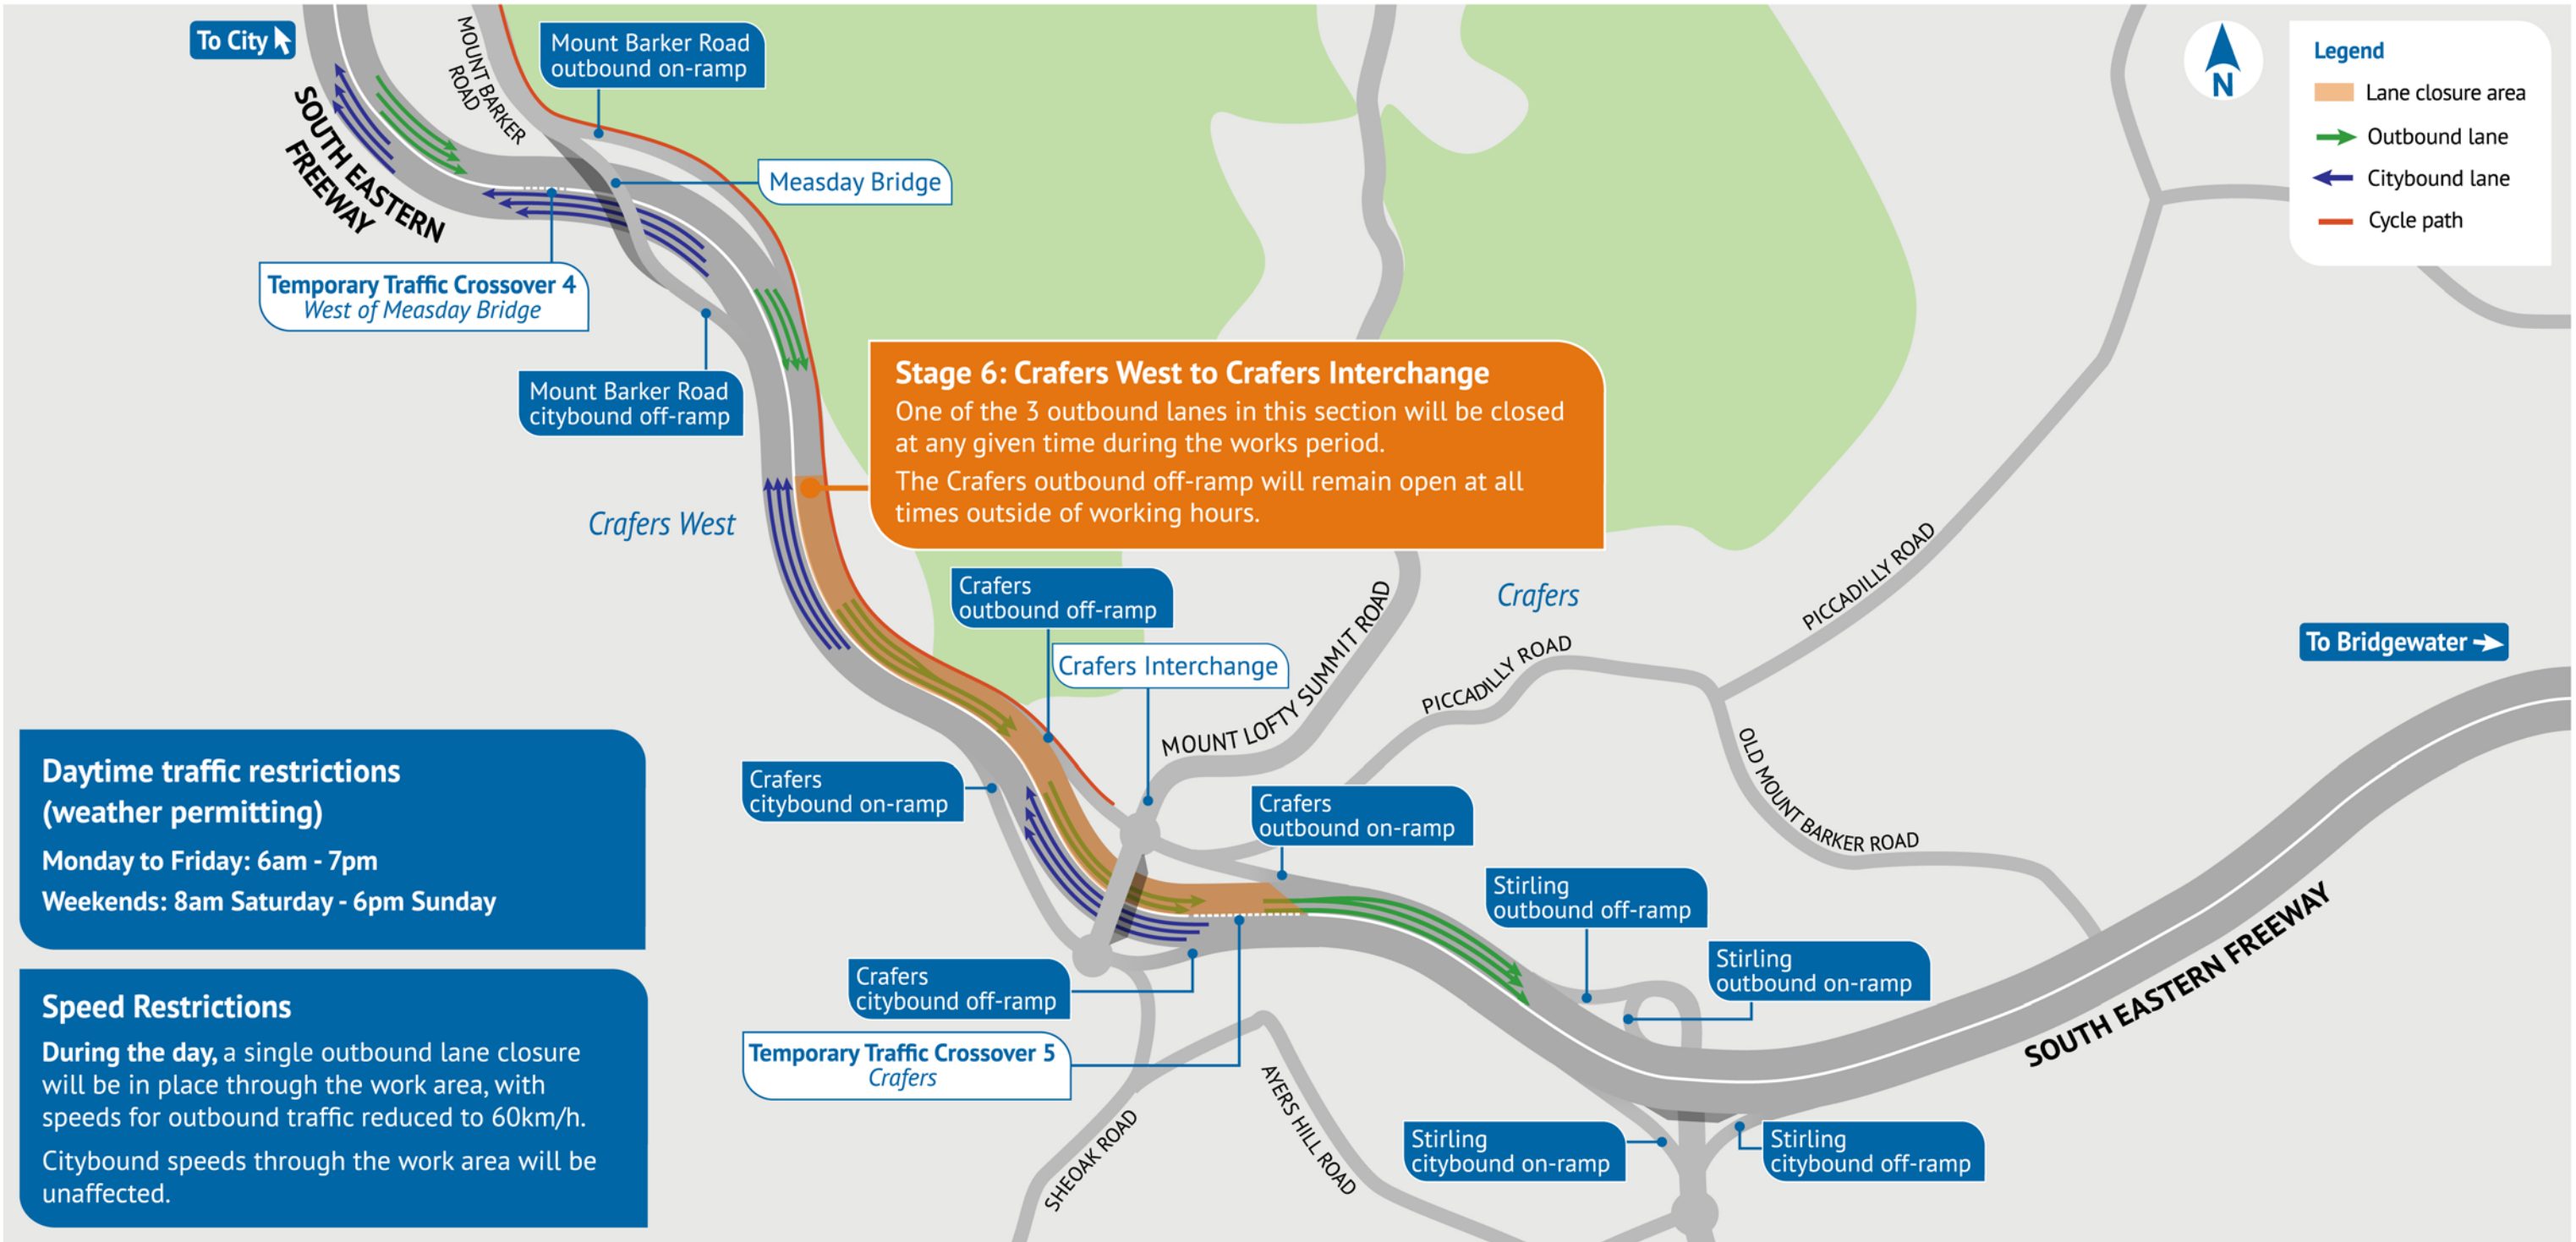 To City
MOUNT BARKER
ROAD
Mount Barker Road
outbound on-ramp
N
Legend
Lane closure area
Outbound lane
Citybound lane
Cycle path
SOUTH EASTERN
FREEWAY
Measday Bridge
Temporary Traffic Crossover 4
West of Measday Bridge
Mount Barker Road
citybound off-ramp
Stage 6: Crafers West to Crafers Interchange
One of the 3 outbound lanes in this section will be closed
at any given time during the works period.
The Crafers outbound off-ramp will remain open at all
times outside of working hours.
Crafers West
Crafers
outbound off-ramp
Crafers Interchange
MOUNT LOFTY SUMMIT ROAD
Crafers
PICCADILLY ROAD
PICCADILLY ROAD
To Bridgewater
OLD MOUNT BARKER ROAD
Crafers
citybound on-ramp
Crafers
outbound on-ramp
Stirling
outbound off-ramp
Stirling
outbound on-ramp
SOUTH EASTERN FREEWAY
Crafers
citybound off-ramp
Temporary Traffic Crossover 5
Crafers
SHEOAK ROAD
AYERS HILL ROAD
Stirling
citybound on-ramp
Stirling
citybound off-ramp
Daytime traffic restrictions
(weather permitting)
Monday to Friday: 6am - 7pm
Weekends: 8am Saturday - 6pm Sunday
Speed Restrictions
During the day, a single outbound lane closure
will be in place through the work area, with
speeds for outbound traffic reduced to 60km/h.
Citybound speeds through the work area will be
unaffected.